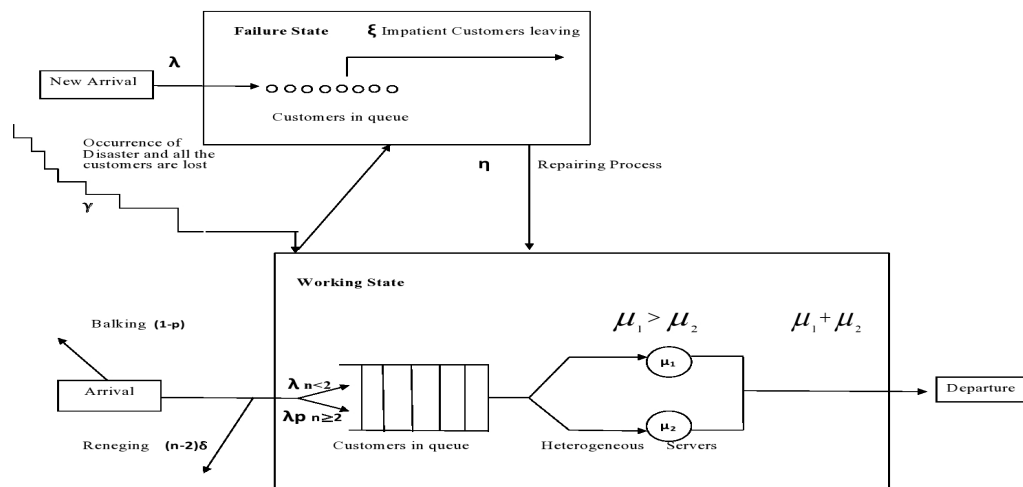 Failure State
ξ Impatient Customers leaving
λ
New Arrival
Customers in queue
Occurrence of
Disaster and all the
customers are lost
γ
η
Repairing Process
Working State
Balking (1-p)
μ₁ > μ₂
μ₁ + μ₂
μ₁
Arrival
λ n<2
λp n≥2
Departure
μ₂
Reneging (n-2)δ
Customers in queue
Heterogeneous Servers